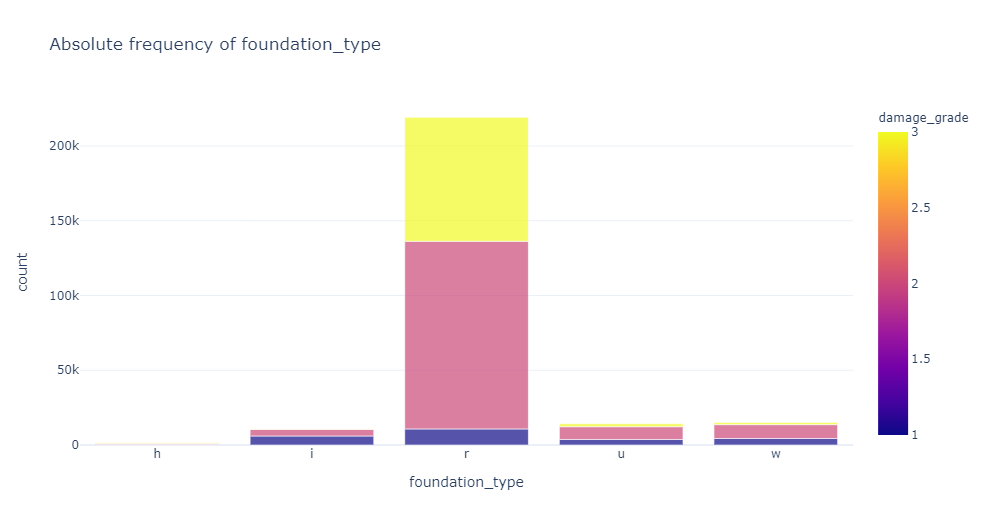 Absolute frequency of foundation_type
damage_grade
3
2.5
2
1.5
1
200k
150k
100k
50k
0
count
h
i
r
u
w
foundation_type